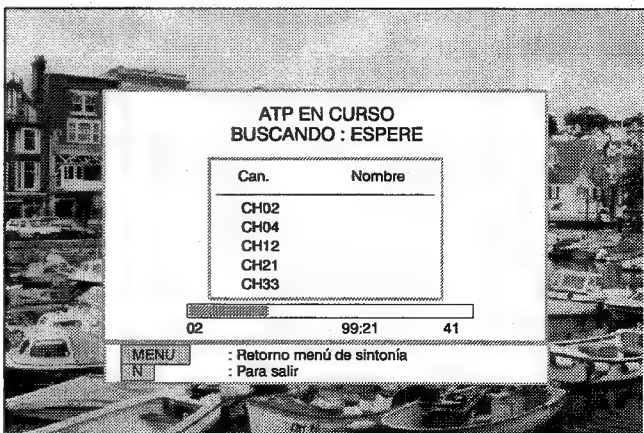 ATP EN CURSO
BUSCANDO : ESPERE
Can. Nombre
CH02
CH04
CH12
CH21
CH33
02 99:21 41
MENU : Retorno menú de sintonía
N : Para salir